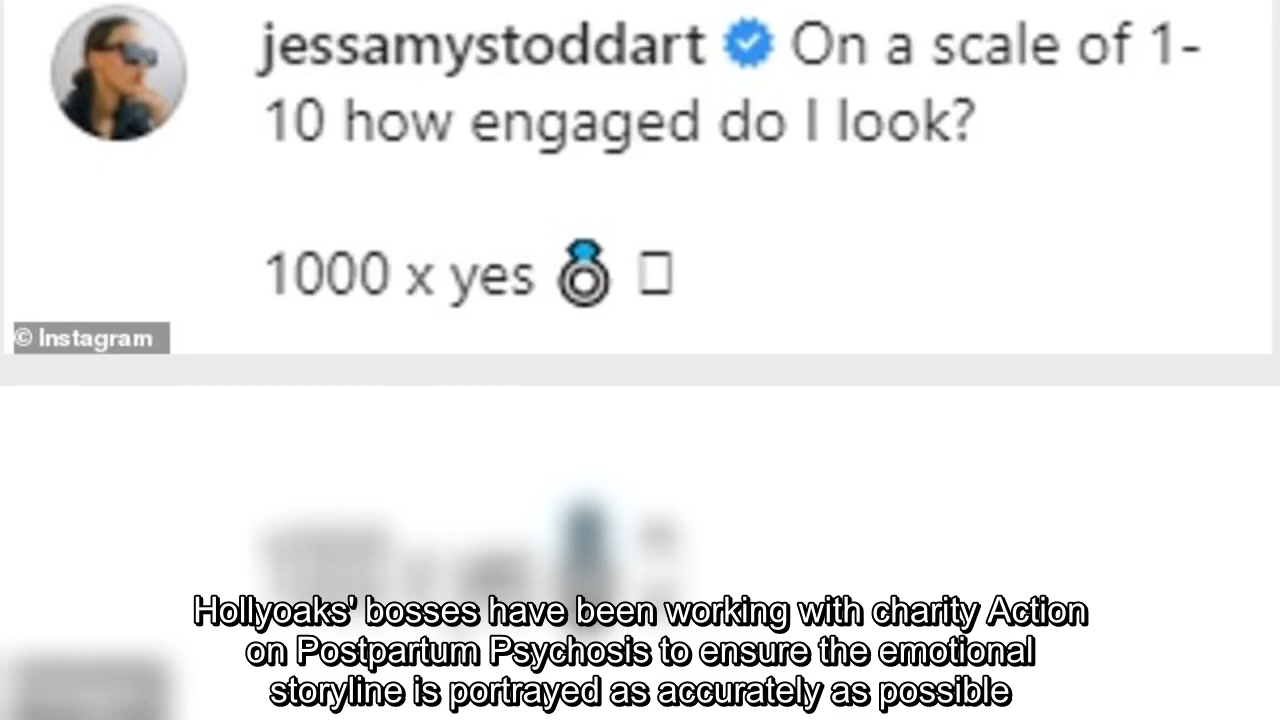 jessamystoddart On a scale of 1-
10 how engaged do I look?
1000 x yes 💍
© Instagram
Hollyoaks' bosses have been working with charity Action
on Postpartum Psychosis to ensure the emotional
storyline is portrayed as accurately as possible